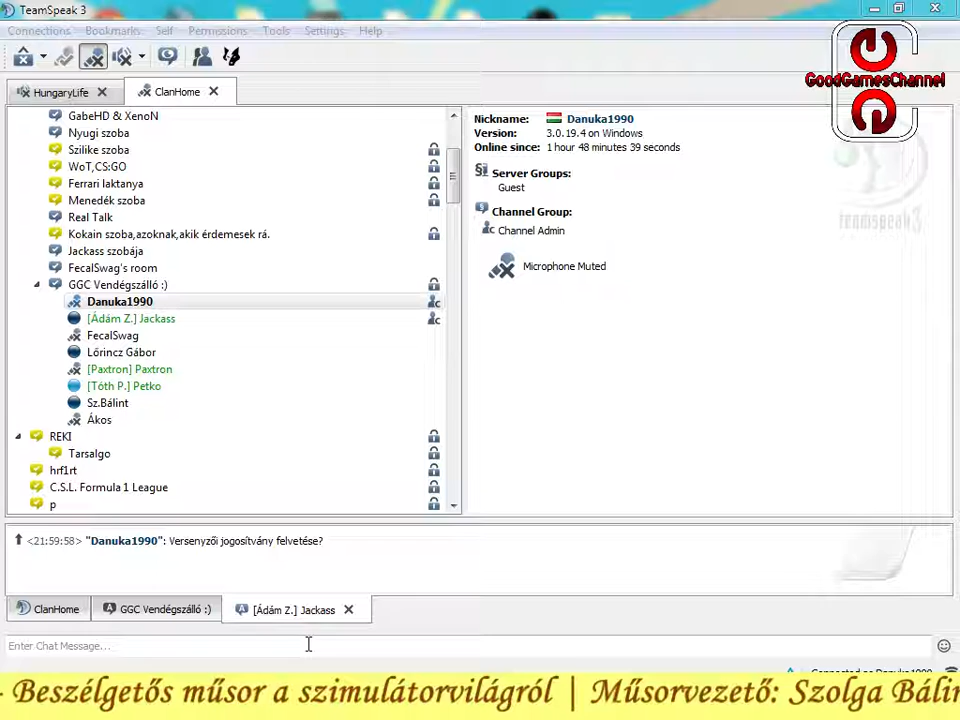 TeamSpeak 3
Connections Bookmarks Self Permissions Tools Settings Help
GoodGamesChannel
HungaryLife ClanHome
GabeHD & XenoN
Nyugi szoba
Szilike szoba
WoT,CS:GO
Ferrari laktanya
Menedék szoba
Real Talk
Kokain szoba,azoknak,akik érdemesek rá.
Jackass szobája
FecalSwag's room
GGC Vendégszálló :)
Danuka1990
[Ádám Z.] Jackass
FecalSwag
Lőrincz Gábor
[Paxtron] Paxtron
[Tóth P.] Petko
Sz.Bálint
Ákos
REKI
Tarsalgo
hrf1rt
C.S.L. Formula 1 League
p
Nickname: Danuka1990
Version: 3.0.19.4 on Windows
Online since: 1 hour 48 minutes 39 seconds
Server Groups:
Guest
Channel Group:
Channel Admin
Microphone Muted
teamspeak3
<21:59:58> "Danuka1990": Versenyzői jogosítvány felvetése?
ClanHome GGC Vendégszálló :) [Ádám Z.] Jackass
Enter Chat Message...
Connected as Danuka1990
- Beszélgetős műsor a szimulátorvilágról | Műsorvezető: Szolga Bálin